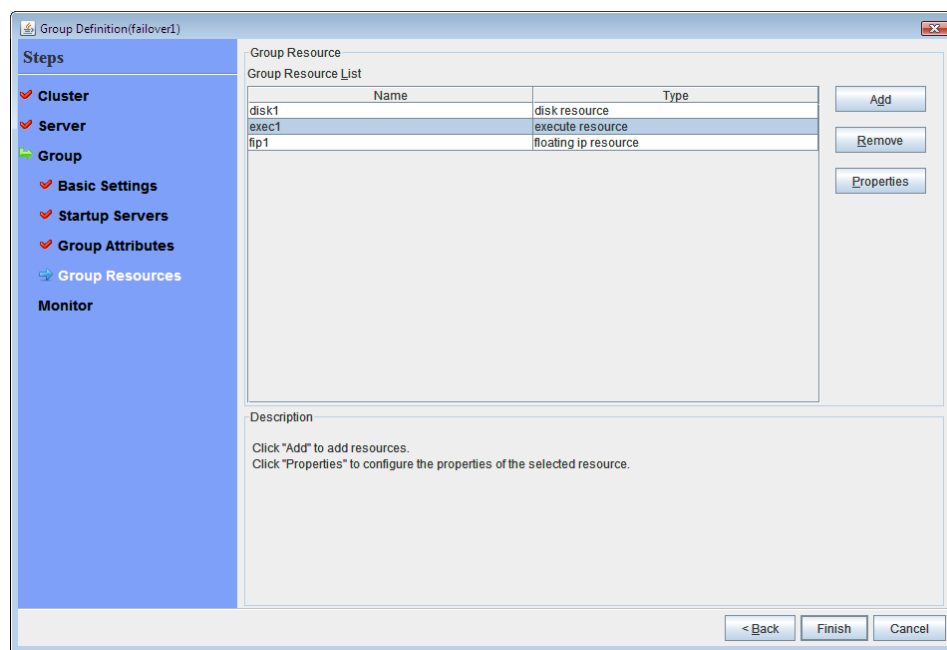 Group Definition(failover1)
Steps
Cluster
Server
Group
Basic Settings
Startup Servers
Group Attributes
Group Resources
Monitor
Group Resource
Group Resource List
Name Type
disk1 disk resource
exec1 execute resource
fip1 floating ip resource
Add
Remove
Properties
Description
Click "Add" to add resources.
Click "Properties" to configure the properties of the selected resource.
< Back Finish Cancel